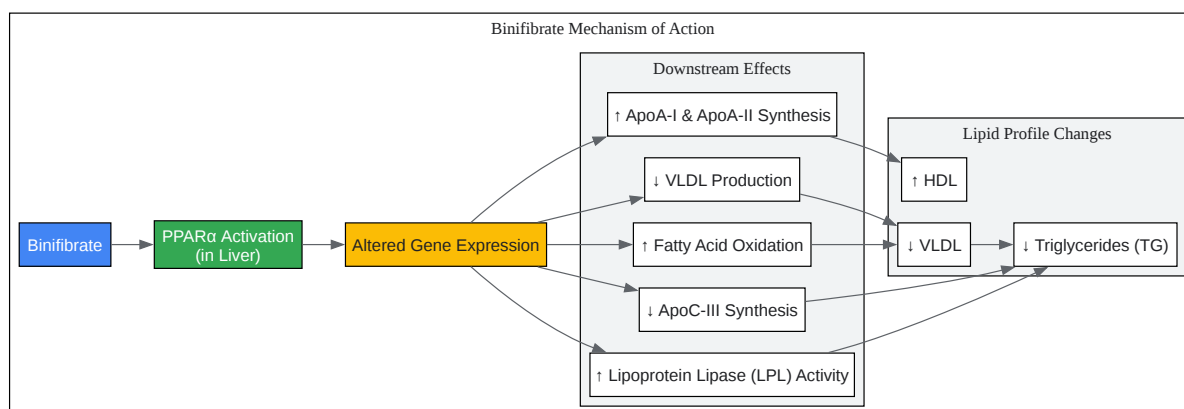 Binifibrate Mechanism of Action
Downstream Effects
↑ ApoA-I & ApoA-II Synthesis
Lipid Profile Changes
↓ VLDL Production
↑ HDL
Binifibrate
PPARα Activation
(in Liver)
Altered Gene Expression
↑ Fatty Acid Oxidation
↓ VLDL
↓ Triglycerides (TG)
↓ ApoC-III Synthesis
↑ Lipoprotein Lipase (LPL) Activity